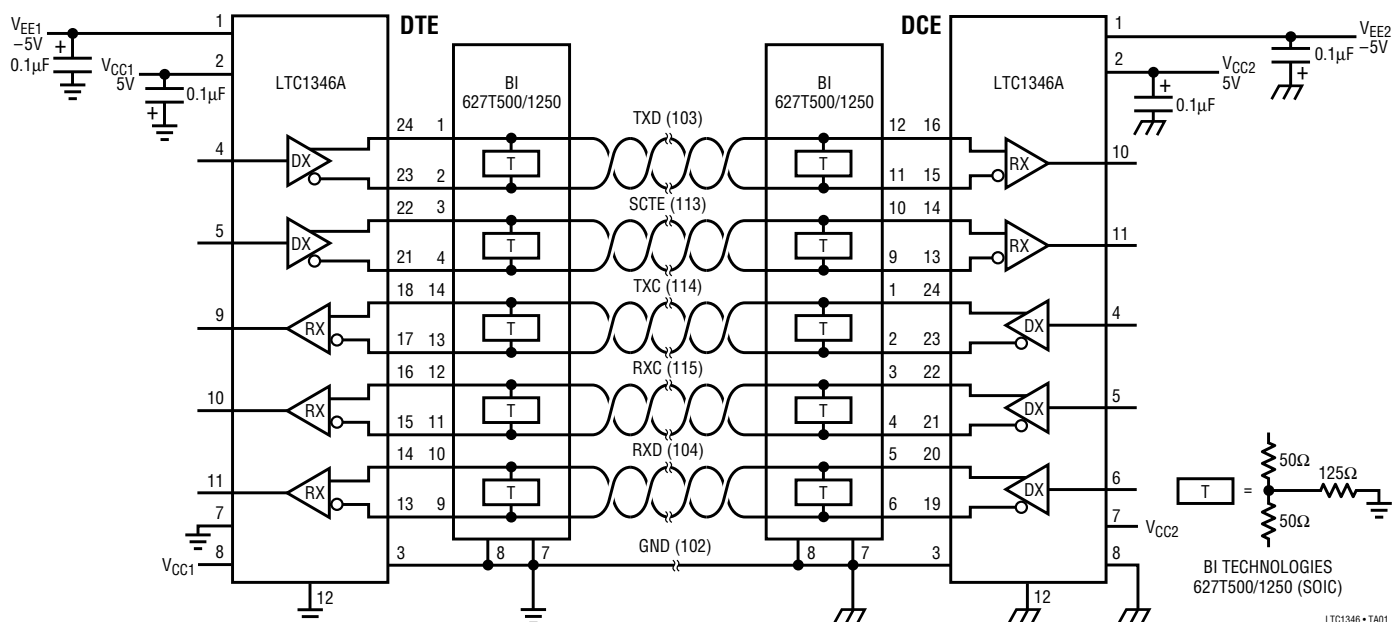 DTE
DCE
VEE1
–5V
1
+
0.1µF
VCC1
5V
2
+
0.1µF
LTC1346A
BI
627T500/1250
BI
627T500/1250
LTC1346A
1
VEE2
–5V
0.1µF
+
2
VCC2
5V
+
0.1µF
4
DX
24
1
23
2
T
TXD (103)
T
12
16
11
15
RX
10
5
DX
22
3
21
4
T
SCTE (113)
T
10
14
9
13
RX
11
9
RX
18
14
17
13
T
TXC (114)
T
1
24
2
23
DX
4
10
RX
16
12
15
11
T
RXC (115)
T
3
22
4
21
DX
5
11
RX
14
10
13
9
T
RXD (104)
T
5
20
6
19
DX
6
7
7
VCC2
VCC1
8
3
8
7
GND (102)
8
7
3
8
12
12
T
=
50Ω
125Ω
50Ω
BI TECHNOLOGIES
627T500/1250 (SOIC)
LTC1346 • TA01